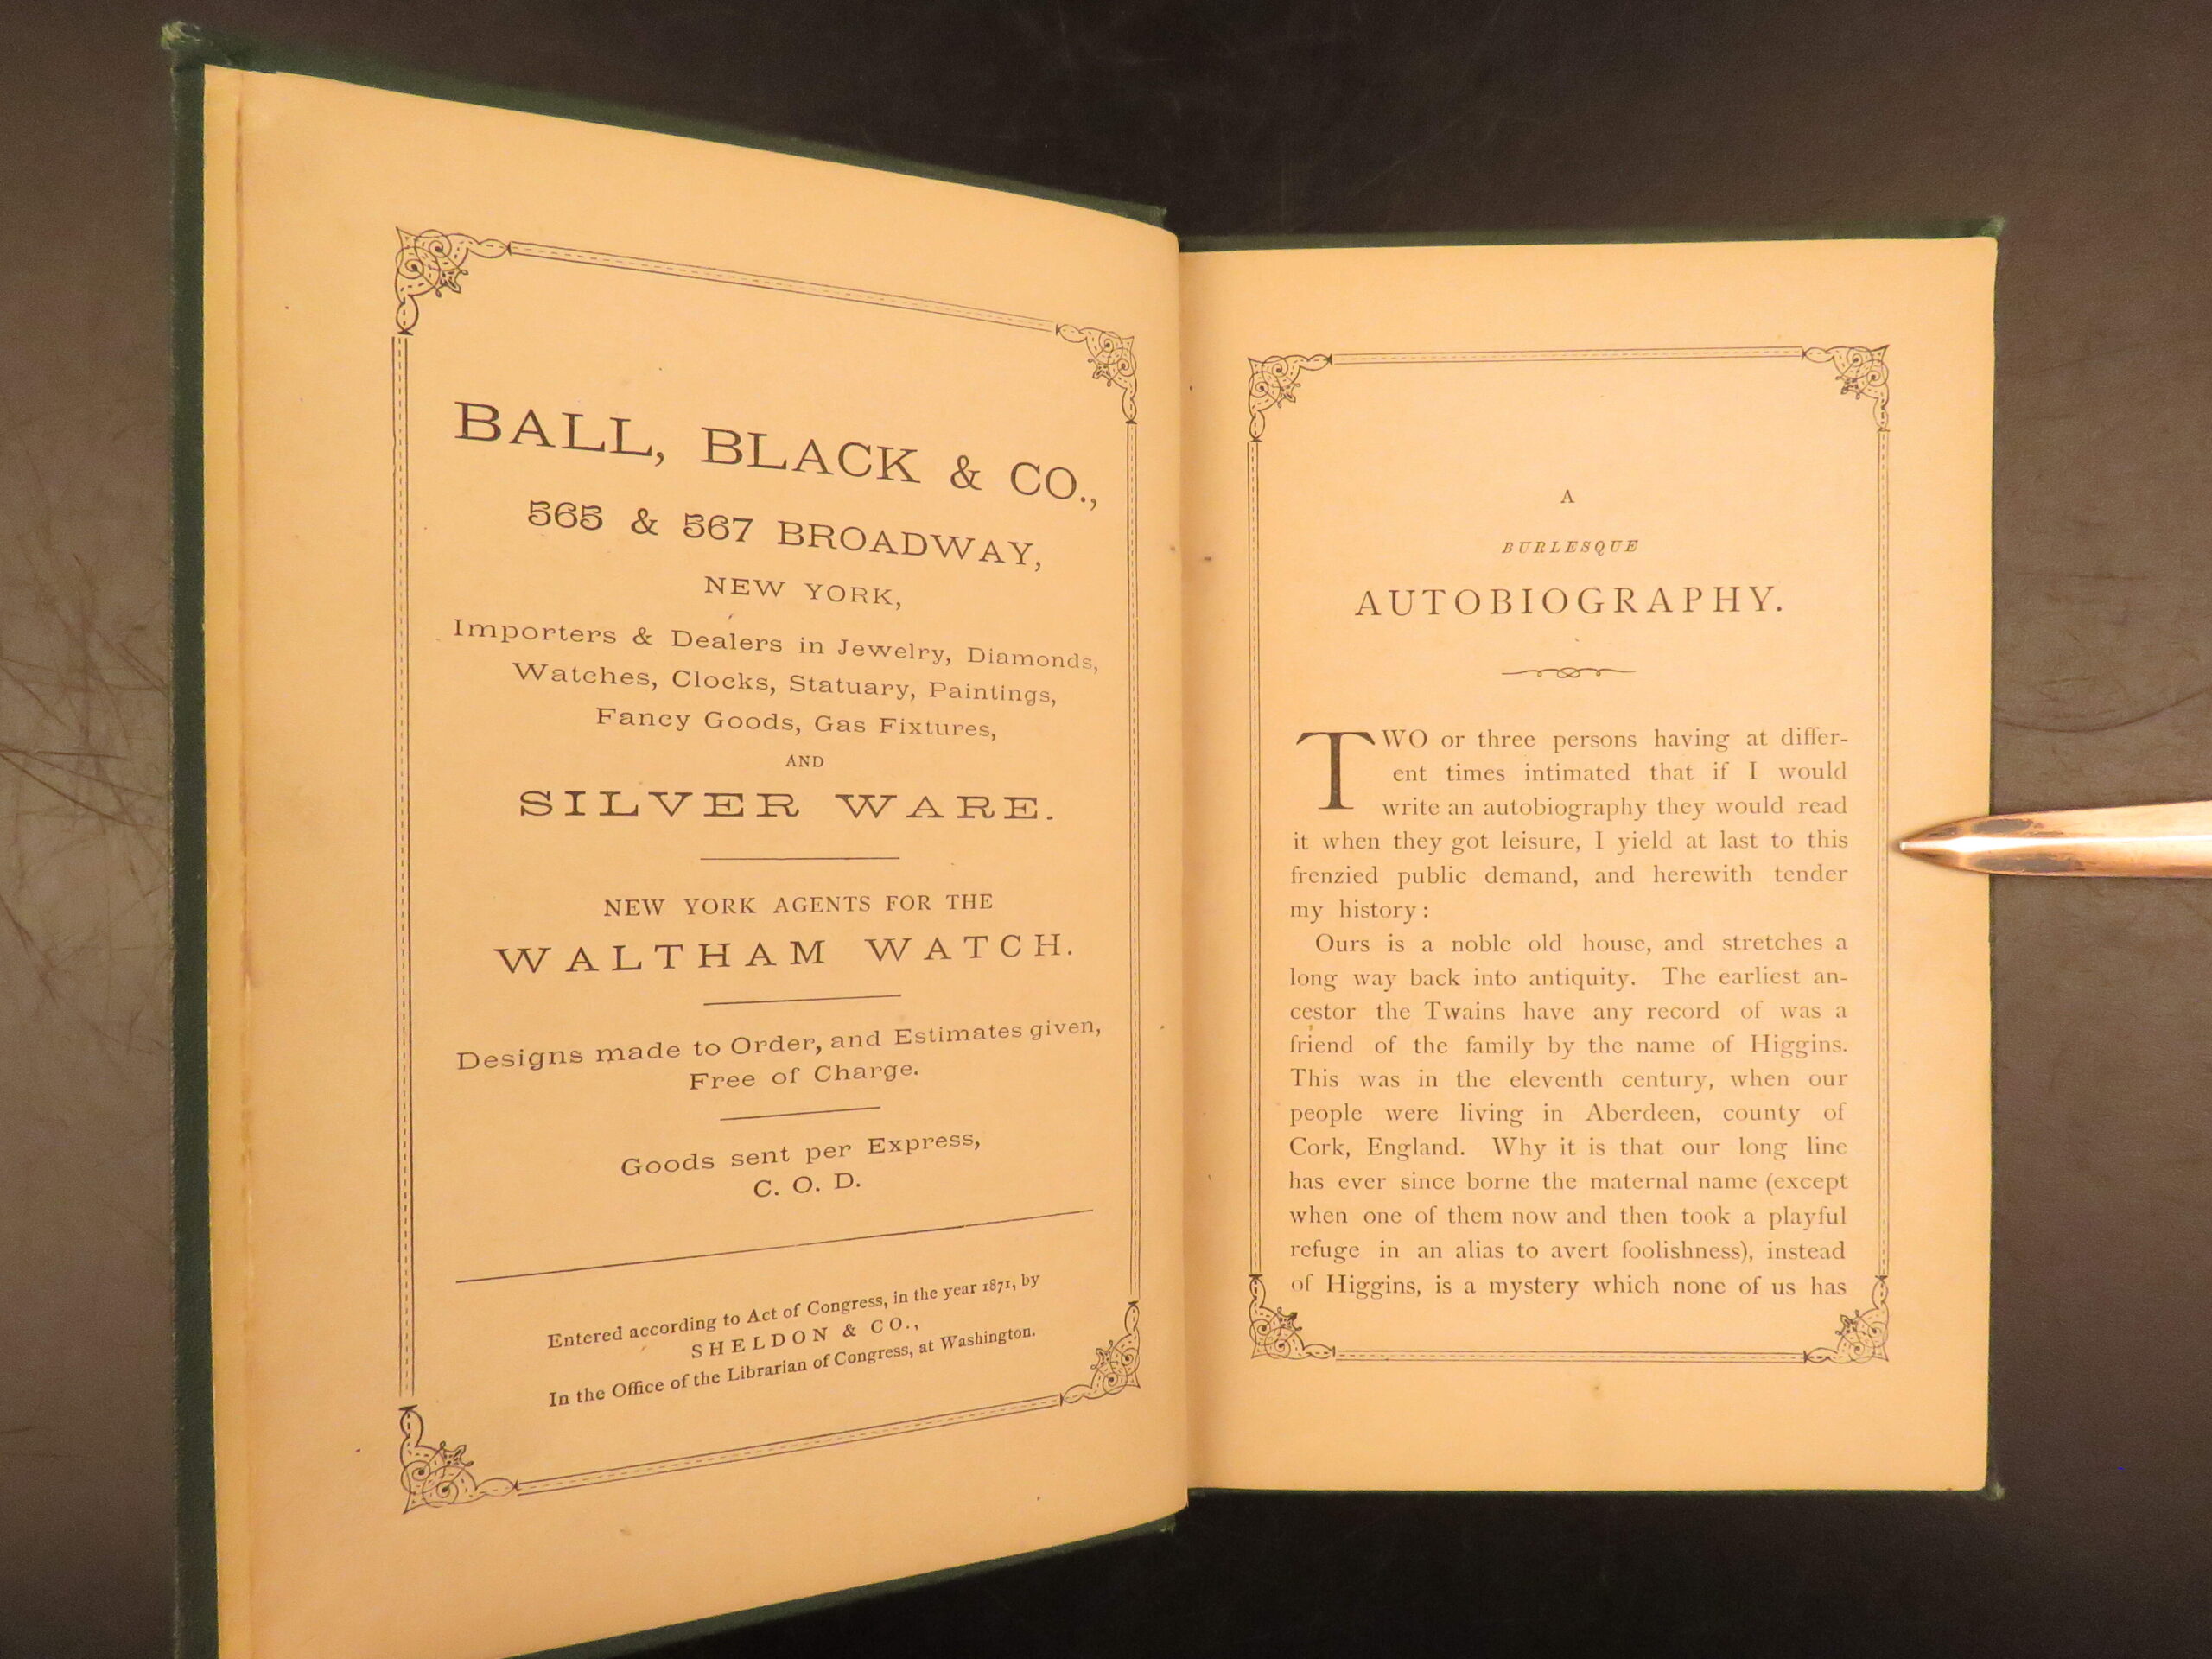 BALL, BLACK & CO.,
565 & 567 BROADWAY,
NEW YORK,
Importers & Dealers in Jewelry, Diamonds,
Watches, Clocks, Statuary, Paintings,
Fancy Goods, Gas Fixtures,
AND
SILVER WARE.
NEW YORK AGENTS FOR THE
WALTHAM WATCH.
Designs made to Order, and Estimates given,
Free of Charge.
Goods sent per Express,
C. O. D.
Entered according to Act of Congress, in the year 1871, by
SHELDON & CO.,
In the Office of the Librarian of Congress, at Washington.
A
BURLESQUE
AUTOBIOGRAPHY.
TWO or three persons having at differ-
ent times intimated that if I would
write an autobiography they would read
it when they got leisure, I yield at last to this
frenzied public demand, and herewith tender
my history:
Ours is a noble old house, and stretches a
long way back into antiquity. The earliest an-
cestor the Twains have any record of was a
friend of the family by the name of Higgins.
This was in the eleventh century, when our
people were living in Aberdeen, county of
Cork, England. Why it is that our long line
has ever since borne the maternal name (except
when one of them now and then took a playful
refuge in an alias to avert foolishness), instead
of Higgins, is a mystery which none of us has